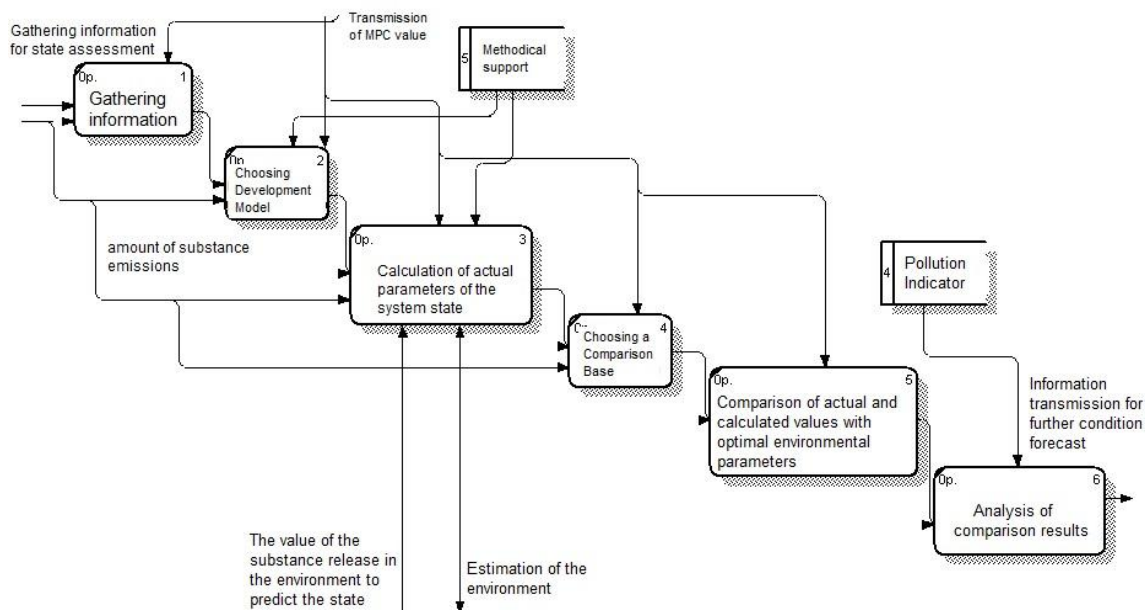 Gathering information
for state assessment
Transmission
of MPC value
5
Methodical
support
0p.
1
Gathering
information
2
Choosing
Development
Model
amount of substance
emissions
0p.
3
Calculation of actual
parameters of the
system state
4
Pollution
Indicator
4
Choosing a
Comparison
Base
0p.
5
Comparison of actual and
calculated values with
optimal environmental
parameters
Information
transmission for
further condition
forecast
0p.
6
Analysis of
comparison results
The value of the
substance release in
the environment to
predict the state
Estimation of the
environment